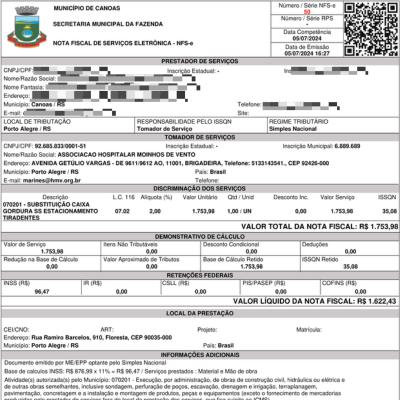 MUNICÍPIO DE CANOAS
SECRETARIA MUNICIPAL DA FAZENDA
NOTA FISCAL DE SERVIÇOS ELETRÔNICA - NFS-e
Número / Série NFS-e
50
Número / Série RPS
-
Data Competência
05/07/2024
Data de Emissão
05/07/2024 16:27
PRESTADOR DE SERVIÇOS
CNPJ/CPF:
Inscrição Estadual: -
Nome/Razão Social:
Nome Fantasia:
Endereço:
Município: Canoas / RS
Telefone:
E-mail:
Site:
LOCAL DE TRIBUTAÇÃO
RESPONSABILIDADE PELO ISSQN
REGIME TRIBUTÁRIO
Porto Alegre / RS
Tomador de Serviço
Simples Nacional
TOMADOR DE SERVIÇOS
CNPJ/CPF: 92.685.833/0001-51
Inscrição Estadual: -
Inscrição Municipal: 6.889.689
Nome/Razão Social: ASSOCIACAO HOSPITALAR MOINHOS DE VENTO
Endereço: AVENIDA GETÚLIO VARGAS - DE 9611/9612 AO, 11001, BRIGADEIRA, Telefone: 5133143541., CEP 92426-000
Município: Porto Alegre / RS
País: Brasil
E-mail: marines@hmv.org.br
Telefone:
DISCRIMINAÇÃO DOS SERVIÇOS
Descrição L.C. 116 Alíquota (%) Valor Unitário Qtd / Unid Desconto Inc. Valor Serviço ISSQN
070201 - SUBSTITUIÇÃO CAIXA
GORDURA SS ESTACIONAMENTO
TIRADENTES
07.02 2,00 1.753,98 1,00 / UN 0,00 1.753,98 35,08
VALOR TOTAL DA NOTA FISCAL: R$ 1.753,98
DEMONSTRATIVO DE CÁLCULO
Valor de Serviço Itens Não Tributáveis Desconto Condicional Deduções
1.753,98 0,00 0,00 0,00
Redução na Base de Cálculo Valor Aproximado de Tributos Base de Cálculo Retido ISSQN Retido
0,00 0,00 1.753,98 35,08
RETENÇÕES FEDERAIS
INSS (R$) IR (R$) CSLL (R$) PIS/PASEP (R$) COFINS (R$)
96,47 0,00 0,00 0,00 0,00
VALOR LÍQUIDO DA NOTA FISCAL: R$ 1.622,43
LOCAL DA PRESTAÇÃO
CEI/CNO: ART: Projeto: Matrícula:
Endereço: Rua Ramiro Barcelos, 910, Floresta, CEP 90035-000
Município: Porto Alegre / RS
País: Brasil
INFORMAÇÕES ADICIONAIS
Documento emitido por ME/EPP optante pelo Simples Nacional
Base de calculos INSS: R$ 876,99 x 11% = R$ 96,47 / Serviços prestados : Material e Mão de obra
Atividade(s) autorizada(s) pelo Município: 070201 - Execução, por administração, de obras de construção civil, hidráulica ou elétrica e
de outras obras semelhantes, inclusive sondagem, perfuração de poços, escavação, drenagem e irrigação, terraplanagem,
pavimentação, concretagem e a instalação e montagem de produtos, peças e equipamentos (exceto o fornecimento de mercadorias